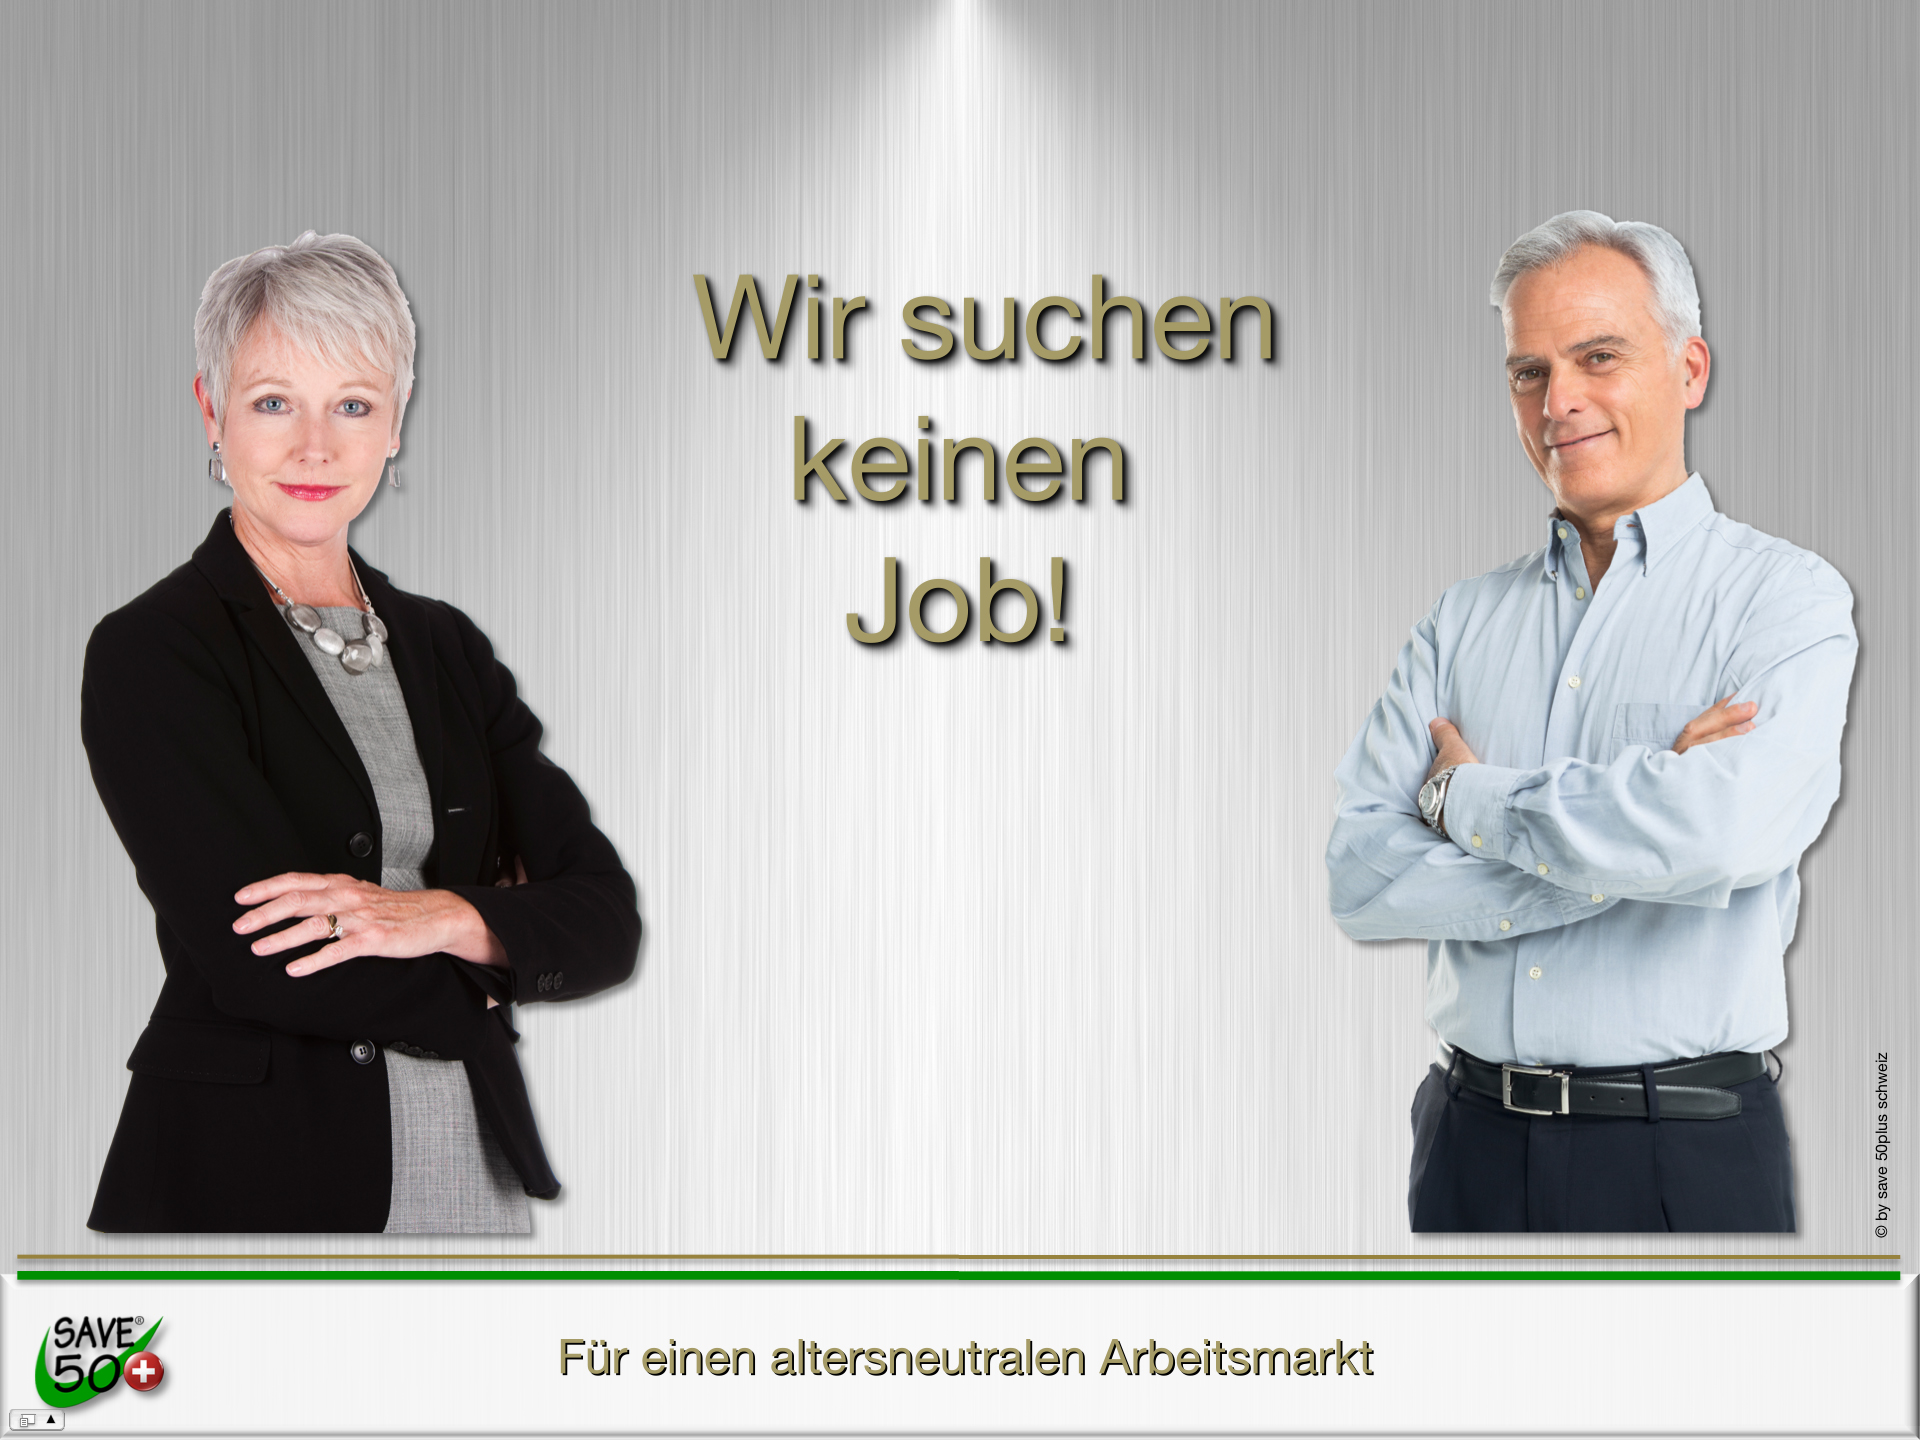 Wir suchen
keinen
Job!
© by save 50plus schweiz
SAVE®
50+
Für einen altersneutralen Arbeitsmarkt